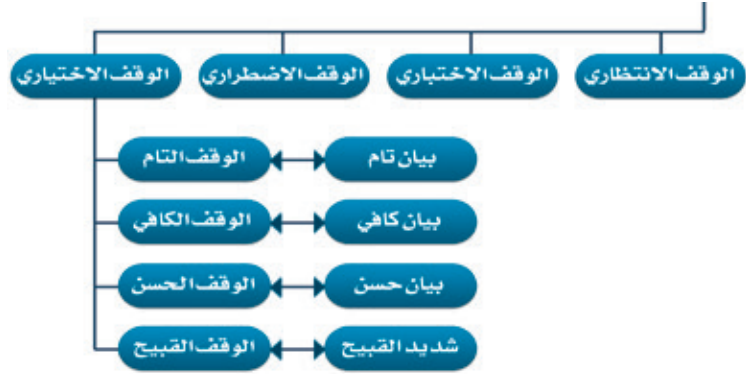 الوقف الانتظاري الوقف الاختباري الوقف الاضطراري الوقف الاختياري
بيان تام الوقف التام
بيان كافي الوقف الكافي
بيان حسن الوقف الحسن
شديد القبيح الوقف القبيح